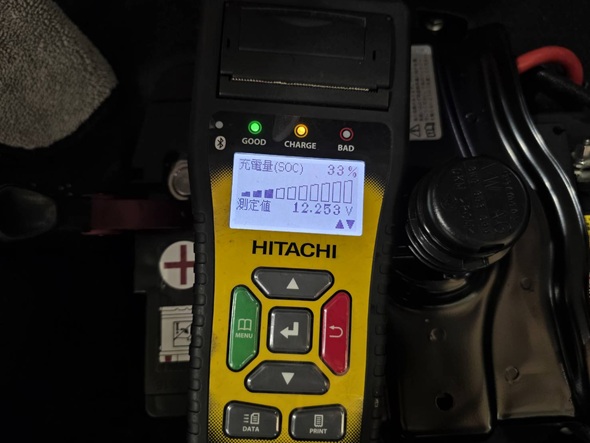 GOOD
CHARGE
BAD
充電量(SOC) 33%
測定値 12.253 V
HITACHI
MENU
DATA
PRINT